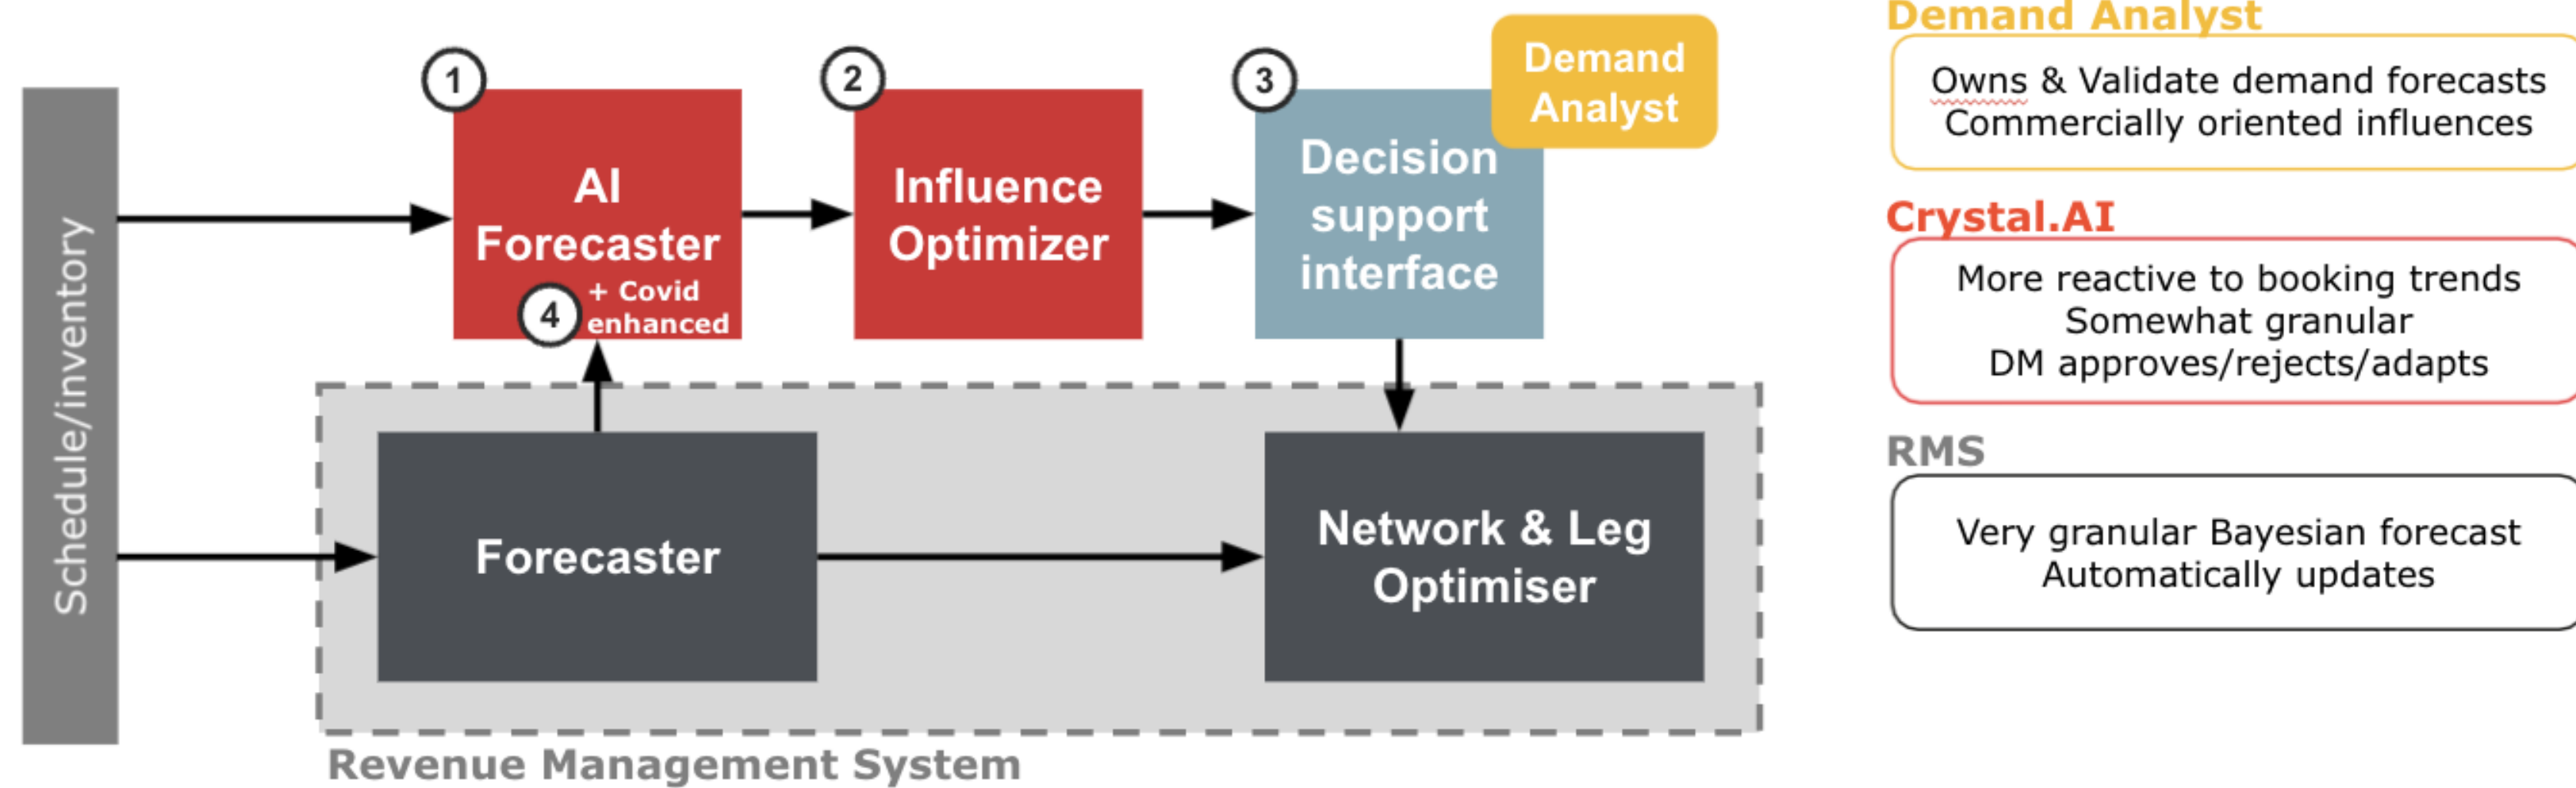 Schedule/inventory
1
AI
Forecaster
4
+ Covid
enhanced
2
Influence
Optimizer
3
Decision
support
interface
Demand
Analyst
Forecaster
Network & Leg
Optimiser
Revenue Management System
Demand Analyst
Owns & Validate demand forecasts
Commercially oriented influences
Crystal.AI
More reactive to booking trends
Somewhat granular
DM approves/rejects/adapts
RMS
Very granular Bayesian forecast
Automatically updates